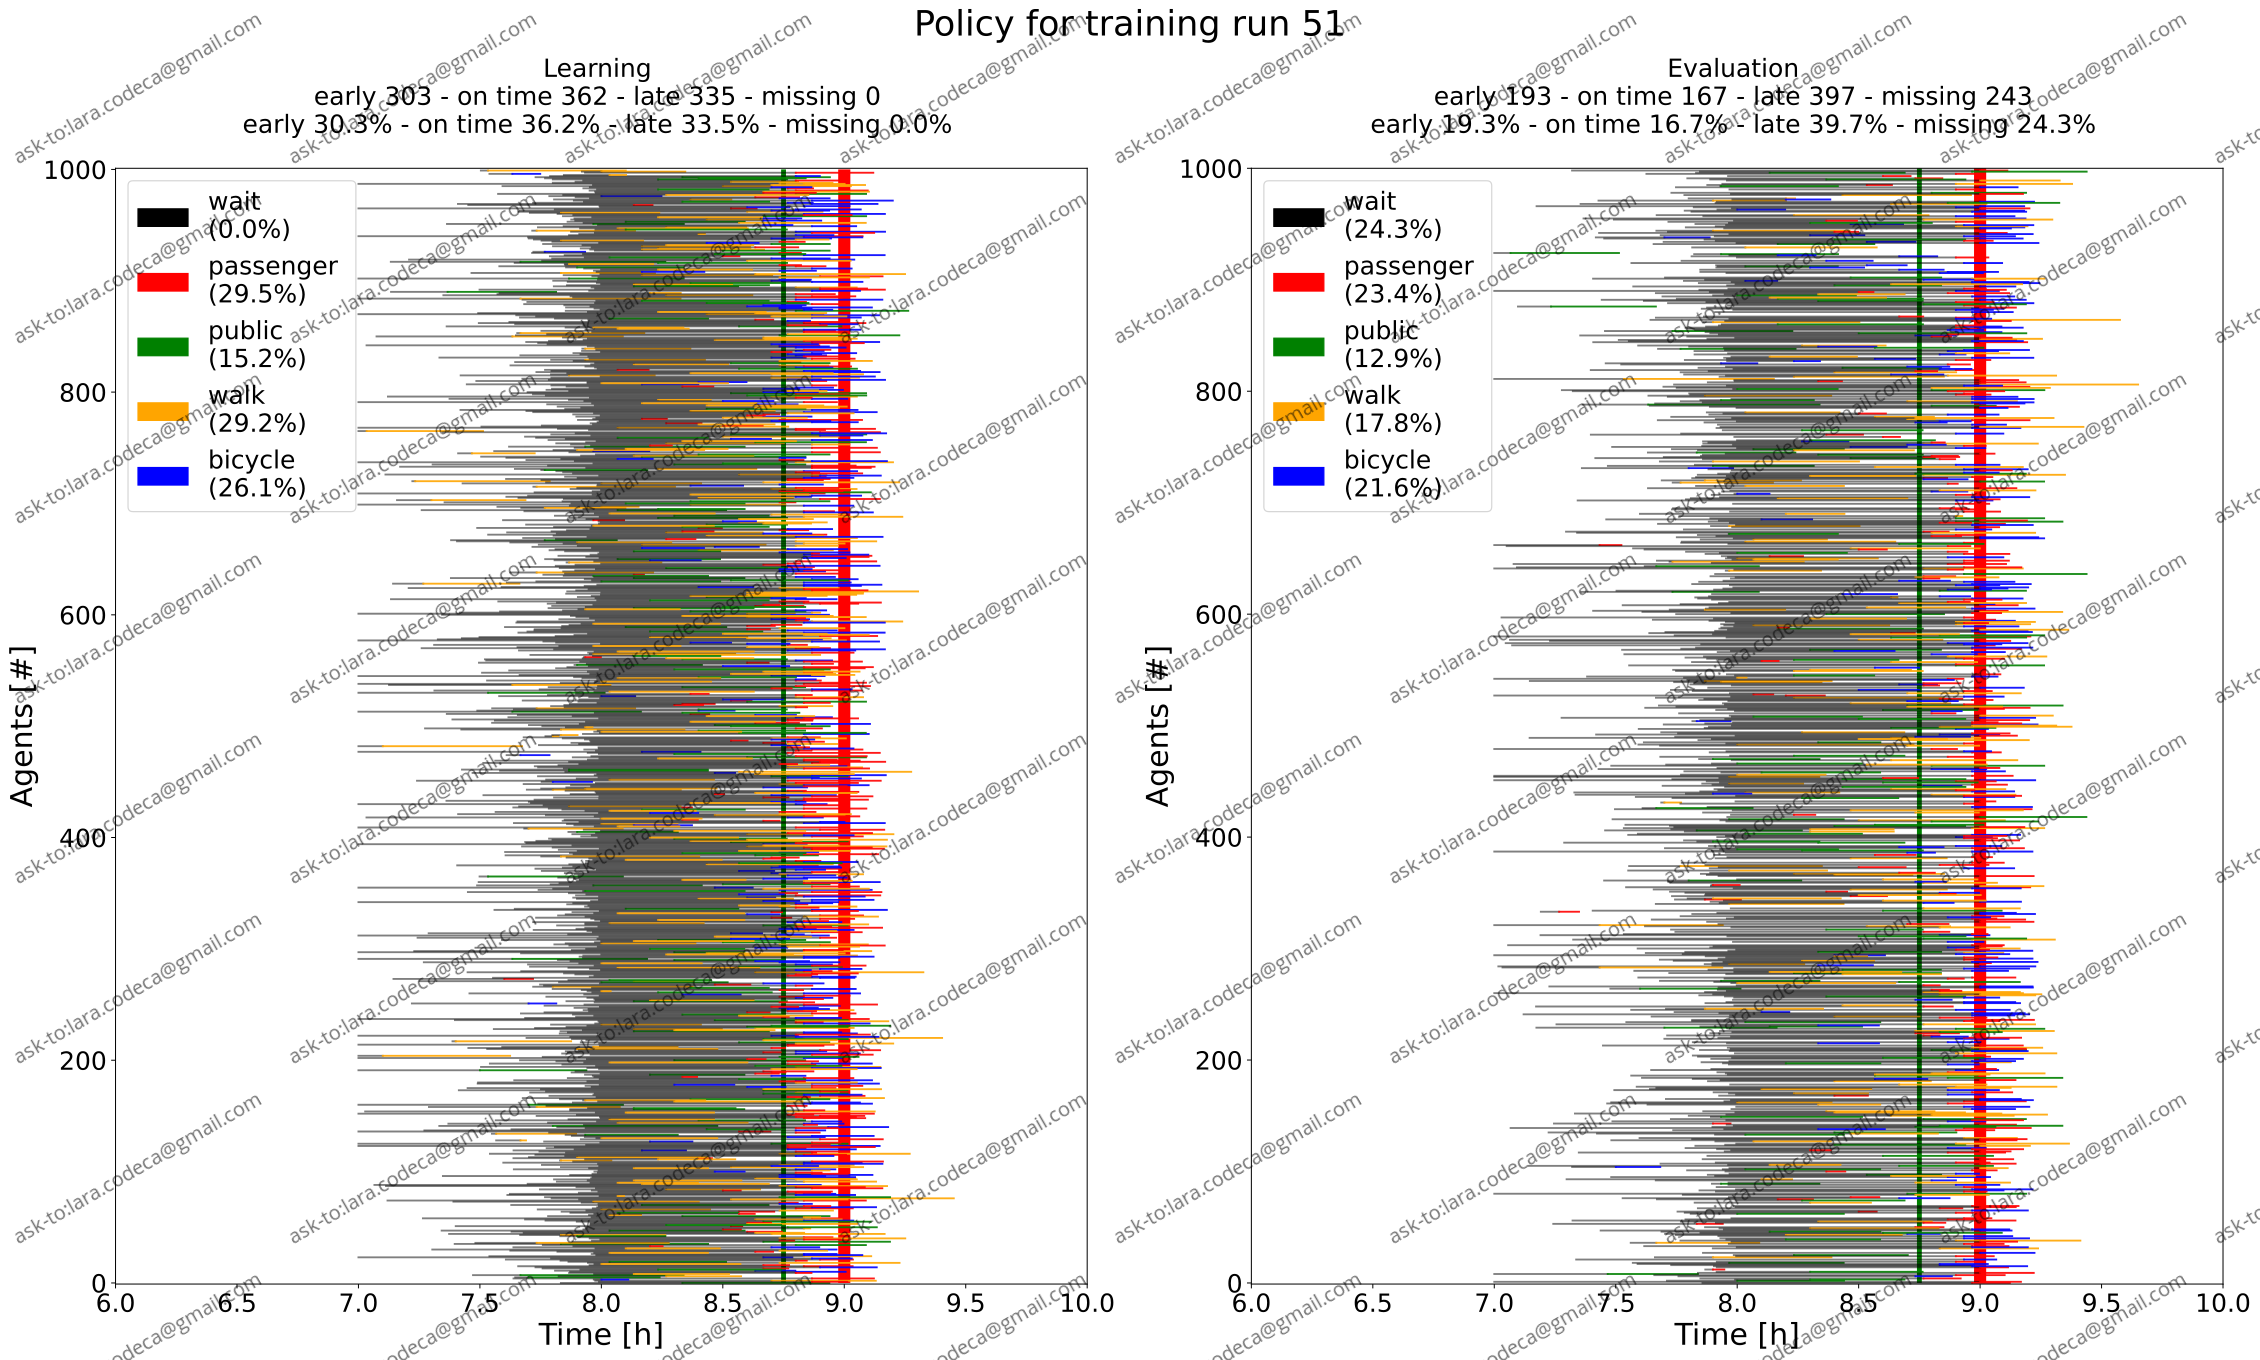 Policy for training run 51
Learning
early 303 - on time 362 - late 335 - missing 0
early 30.3% - on time 36.2% - late 33.5% - missing 0.0%
wait
(0.0%)
passenger
(29.5%)
public
(15.2%)
walk
(29.2%)
bicycle
(26.1%)
Agents [#]
1000
800
600
400
200
0
6.0 6.5 7.0 7.5 8.0 8.5 9.0 9.5 10.0
Time [h]
Evaluation
early 193 - on time 167 - late 397 - missing 243
early 19.3% - on time 16.7% - late 39.7% - missing 24.3%
wait
(24.3%)
passenger
(23.4%)
public
(12.9%)
walk
(17.8%)
bicycle
(21.6%)
Agents [#]
1000
800
600
400
200
0
6.0 6.5 7.0 7.5 8.0 8.5 9.0 9.5 10.0
Time [h]
ask-to:lara.codeca@gmail.com